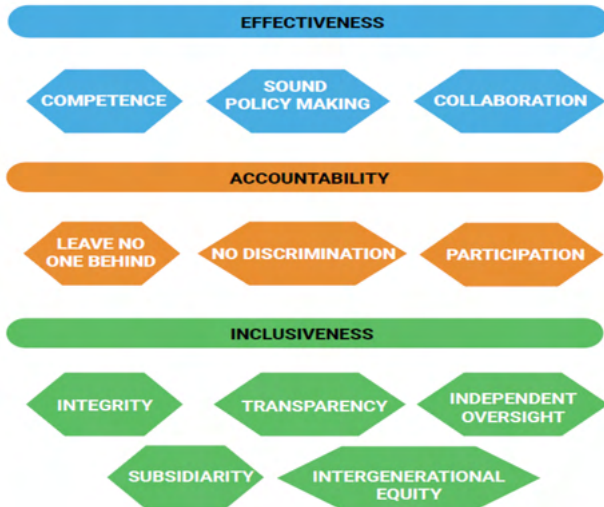 EFFECTIVENESS
COMPETENCE
SOUND
POLICY MAKING
COLLABORATION
ACCOUNTABILITY
LEAVE NO
ONE BEHIND
NO DISCRIMINATION
PARTICIPATION
INCLUSIVENESS
INTEGRITY
TRANSPARENCY
INDEPENDENT
OVERSIGHT
SUBSIDIARITY
INTERGENERATIONAL
EQUITY